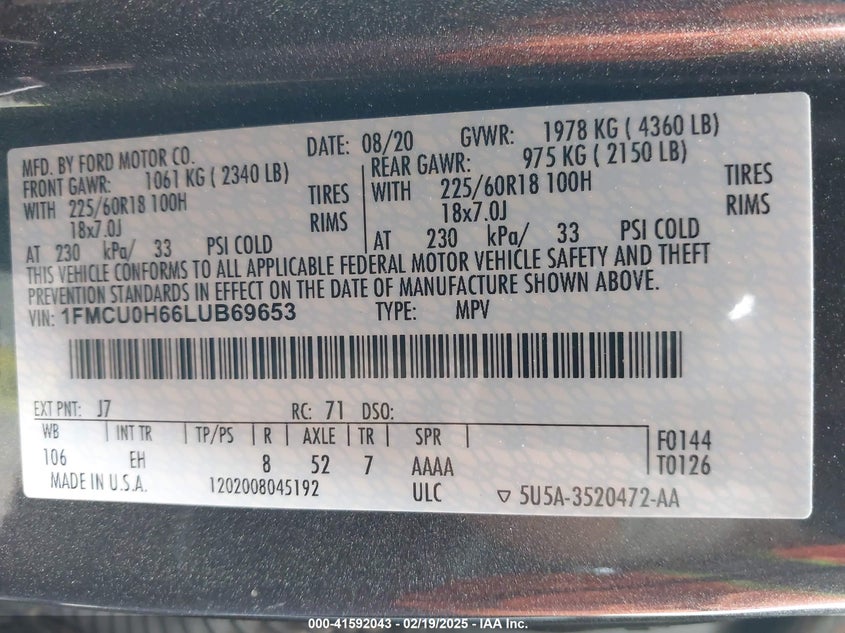 MFD. BY FORD MOTOR CO. DATE: 08/20 GVWR: 1978 KG ( 4360 LB)
FRONT GAWR: 1061 KG ( 2340 LB) REAR GAWR: 975 KG ( 2150 LB)
WITH 225/60R18 100H TIRES WITH 225/60R18 100H TIRES
18x7.0J RIMS 18x7.0J RIMS
AT 230 kPa/ 33 PSI COLD AT 230 kPa/ 33 PSI COLD
THIS VEHICLE CONFORMS TO ALL APPLICABLE FEDERAL MOTOR VEHICLE SAFETY AND THEFT
PREVENTION STANDARDS IN EFFECT ON THE DATE OF MANUFACTURE SHOWN ABOVE.
VIN: 1FMCU0H66LUB69653 TYPE: MPV
EXT PNT: J7 RC: 71 DSO:
WB INT TR TP/PS R AXLE TR SPR F0144
106 EH 8 52 7 AAAA T0126
MADE IN U.S.A. 1202008045192 ULC 5U5A-3520472-AA
000-41592043 - 02/19/2025 - IAA Inc.